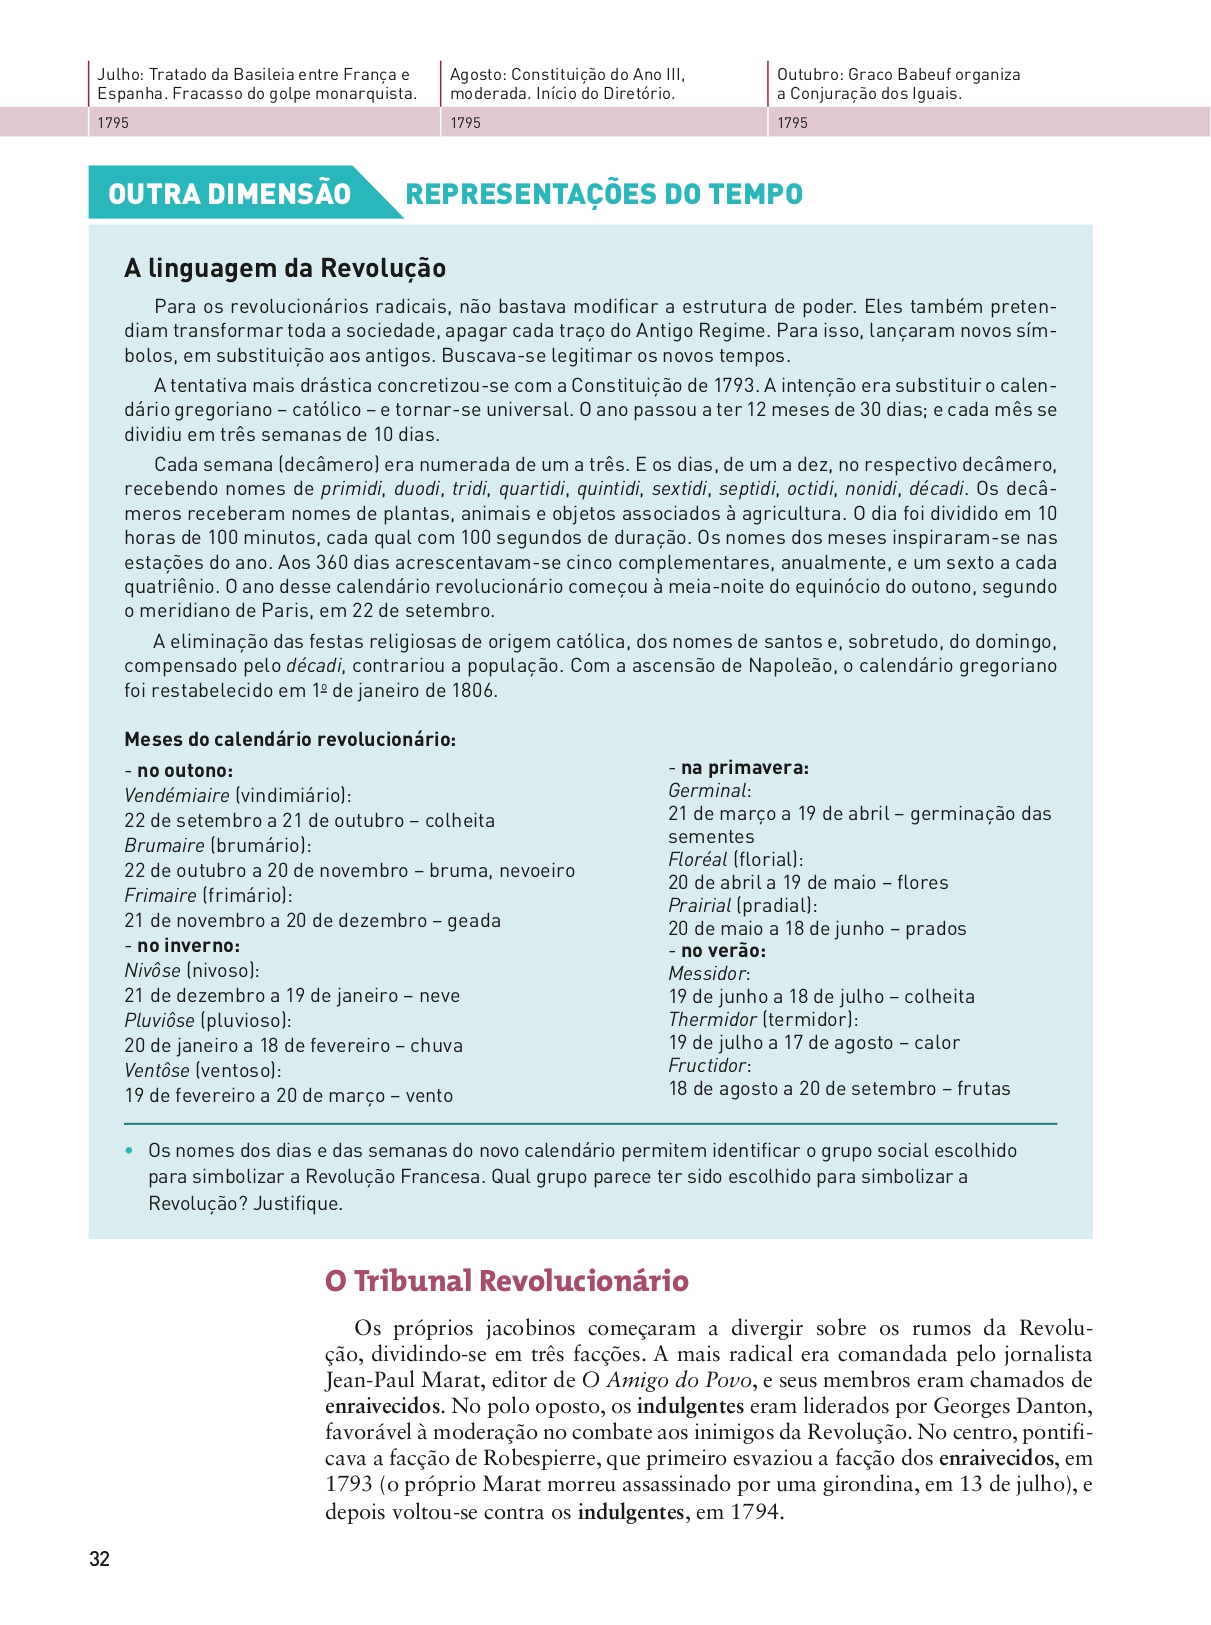 Julho: Tratado da Basileia entre França e
Espanha. Fracasso do golpe monarquista.
1795
Agosto: Constituição do Ano III,
moderada. Início do Diretório.
1795
Outubro: Graco Babeuf organiza
a Conjuração dos Iguais.
1795
OUTRA DIMENSÃO REPRESENTAÇÕES DO TEMPO
A linguagem da Revolução
Para os revolucionários radicais, não bastava modificar a estrutura de poder. Eles também preten-
diam transformar toda a sociedade, apagar cada traço do Antigo Regime. Para isso, lançaram novos sím-
bolos, em substituição aos antigos. Buscava-se legitimar os novos tempos.
A tentativa mais drástica concretizou-se com a Constituição de 1793. A intenção era substituir o calen-
dário gregoriano – católico – e tornar-se universal. O ano passou a ter 12 meses de 30 dias; e cada mês se
dividiu em três semanas de 10 dias.
Cada semana (decâmero) era numerada de um a três. E os dias, de um a dez, no respectivo decâmero,
recebendo nomes de primidi, duodi, tridi, quartidi, quintidi, sextidi, septidi, octidi, nonidi, décadi. Os decâ-
meros receberam nomes de plantas, animais e objetos associados à agricultura. O dia foi dividido em 10
horas de 100 minutos, cada qual com 100 segundos de duração. Os nomes dos meses inspiraram-se nas
estações do ano. Aos 360 dias acrescentavam-se cinco complementares, anualmente, e um sexto a cada
quatriênio. O ano desse calendário revolucionário começou à meia-noite do equinócio do outono, segundo
o meridiano de Paris, em 22 de setembro.
A eliminação das festas religiosas de origem católica, dos nomes de santos e, sobretudo, do domingo,
compensado pelo décadi, contrariou a população. Com a ascensão de Napoleão, o calendário gregoriano
foi restabelecido em 1º de janeiro de 1806.
Meses do calendário revolucionário:
- no outono:
Vendémiaire (vindimiário):
22 de setembro a 21 de outubro – colheita
Brumaire (brumário):
22 de outubro a 20 de novembro – bruma, nevoeiro
Frimaire (frimário):
21 de novembro a 20 de dezembro – geada
- no inverno:
Nivôse (nivoso):
21 de dezembro a 19 de janeiro – neve
Pluviôse (pluvioso):
20 de janeiro a 18 de fevereiro – chuva
Ventôse (ventoso):
19 de fevereiro a 20 de março – vento
- na primavera:
Germinal:
21 de março a 19 de abril – germinação das
sementes
Floréal (florial):
20 de abril a 19 de maio – flores
Prairial (pradial):
20 de maio a 18 de junho – prados
- no verão:
Messidor:
19 de junho a 18 de julho – colheita
Thermidor (termidor):
19 de julho a 17 de agosto – calor
Fructidor:
18 de agosto a 20 de setembro – frutas
• Os nomes dos dias e das semanas do novo calendário permitem identificar o grupo social escolhido
para simbolizar a Revolução Francesa. Qual grupo parece ter sido escolhido para simbolizar a
Revolução? Justifique.
O Tribunal Revolucionário
Os próprios jacobinos começaram a divergir sobre os rumos da Revolu-
ção, dividindo-se em três facções. A mais radical era comandada pelo jornalista
Jean-Paul Marat, editor de O Amigo do Povo, e seus membros eram chamados de
enraivecidos. No polo oposto, os indulgentes eram liderados por Georges Danton,
favorável à moderação no combate aos inimigos da Revolução. No centro, pontifi-
cava a facção de Robespierre, que primeiro esvaziou a facção dos enraivecidos, em
1793 (o próprio Marat morreu assassinado por uma girondina, em 13 de julho), e
depois voltou-se contra os indulgentes, em 1794.
32